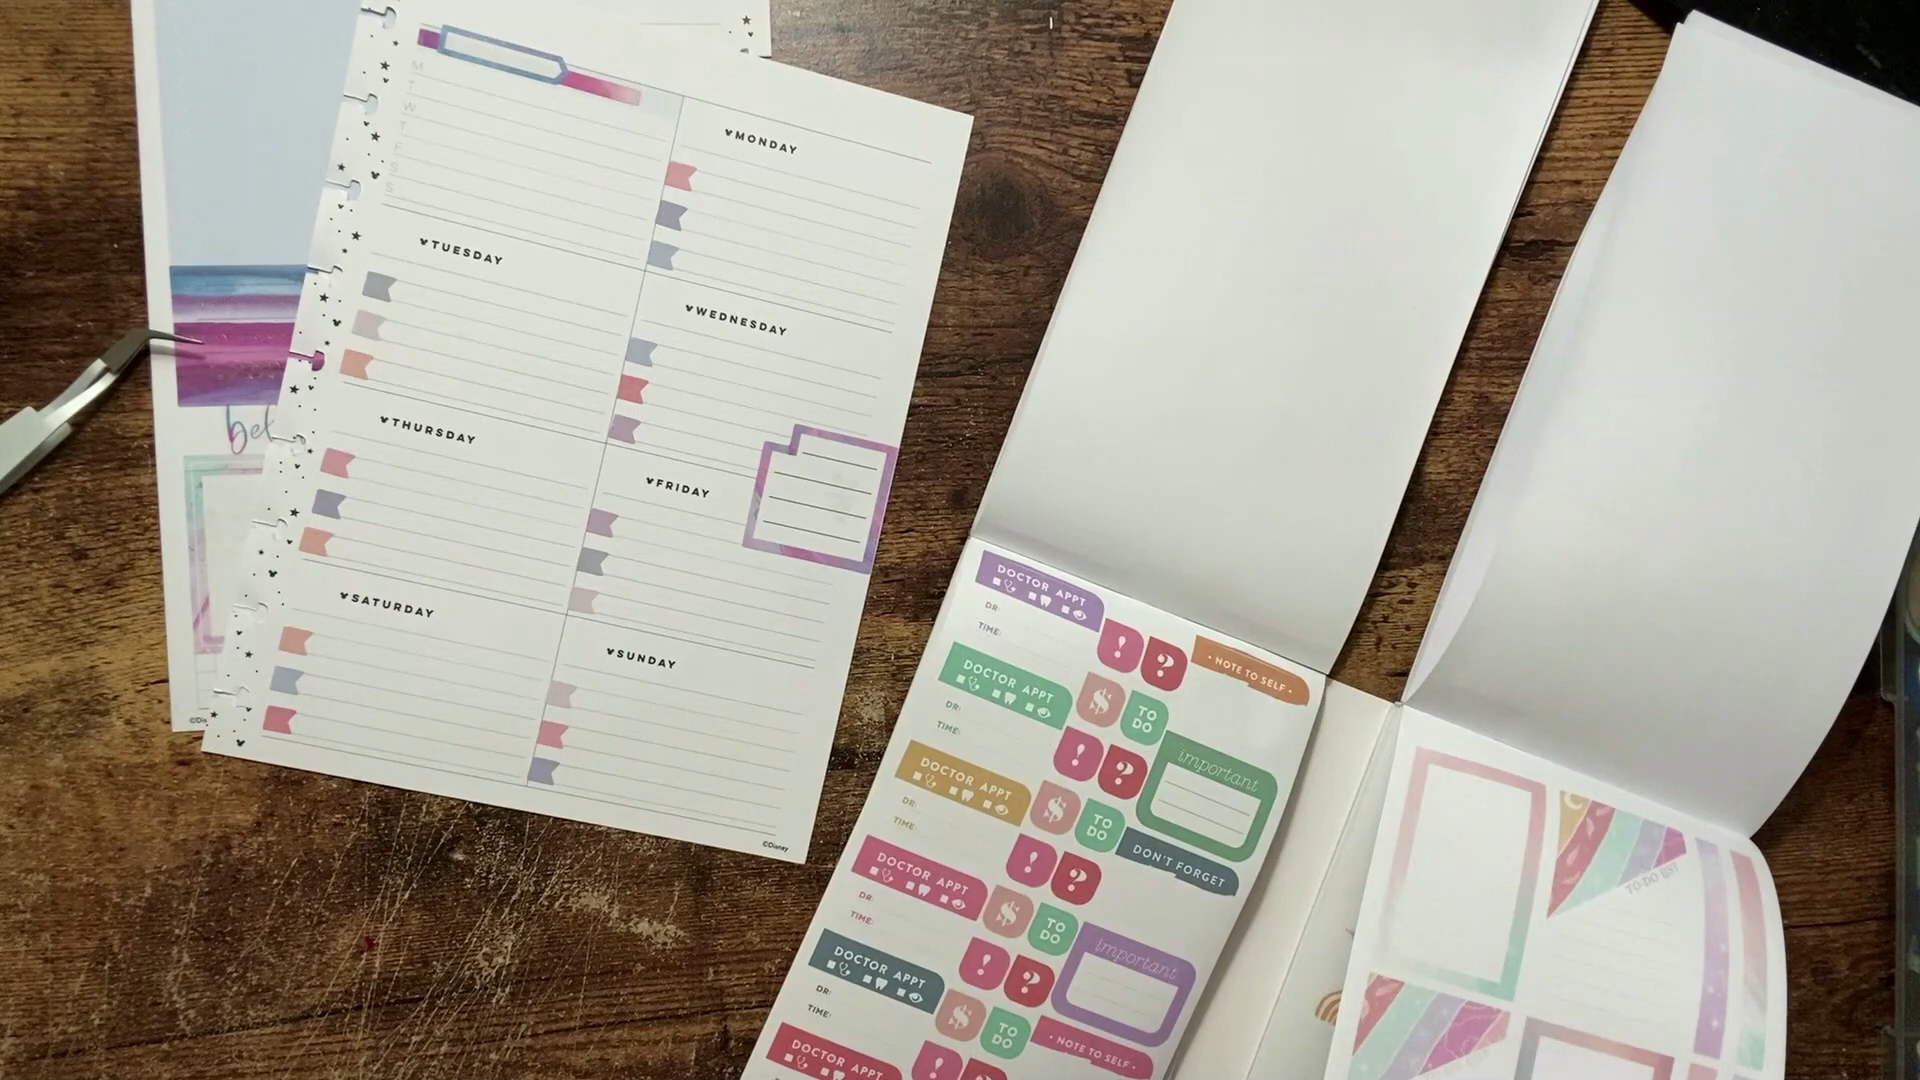 M
T
W
T
F
S
S
MONDAY
TUESDAY
WEDNESDAY
THURSDAY
FRIDAY
SATURDAY
SUNDAY
©Disney
DOCTOR APPT
DR:
TIME:
! ?
• NOTE TO SELF •
DOCTOR APPT
DR:
TIME:
$ TO
DO
! ?
important
DOCTOR APPT
DR:
TIME:
$ TO
DO
DON'T FORGET
! ?
DOCTOR APPT
DR:
TIME:
$ TO
DO
important
! ?
DOCTOR APPT
DR:
TIME:
$ TO
DO
• NOTE TO SELF •
DOCTOR APPT
!
TO-DO LIST